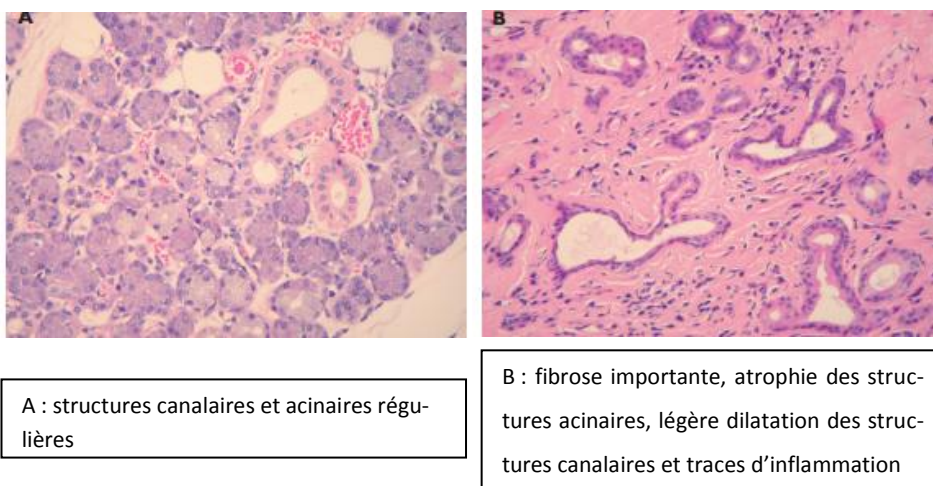 A
B
A : structures canalaires et acinaires régu-
lières
B : fibrose importante, atrophie des struc-
tures acinaires, légère dilatation des struc-
tures canalaires et traces d’inflammation